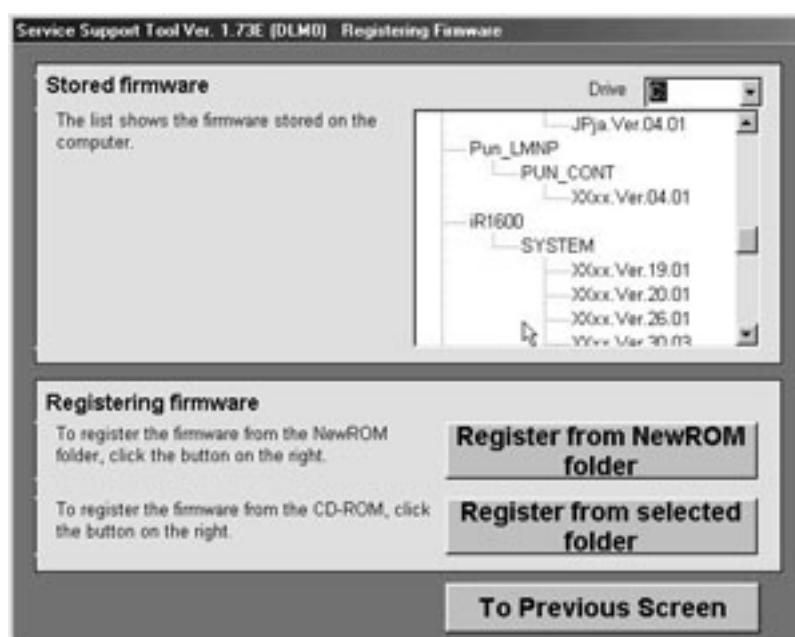 Service Support Tool Ver. 1.73E (DLM0) Registering Firmware
Stored firmware
Drive
The list shows the firmware stored on the
computer.
JPja.Ver.04.01
Pun_LMNP
PUN_CONT
XXxx.Ver.04.01
iR1600
SYSTEM
XXxx.Ver.19.01
XXxx.Ver.20.01
XXxx.Ver.26.01
XXxx.Ver.30.03
Registering firmware
To register the firmware from the NewROM
folder, click the button on the right.
Register from NewROM
folder
To register the firmware from the CD-ROM, click
the button on the right.
Register from selected
folder
To Previous Screen